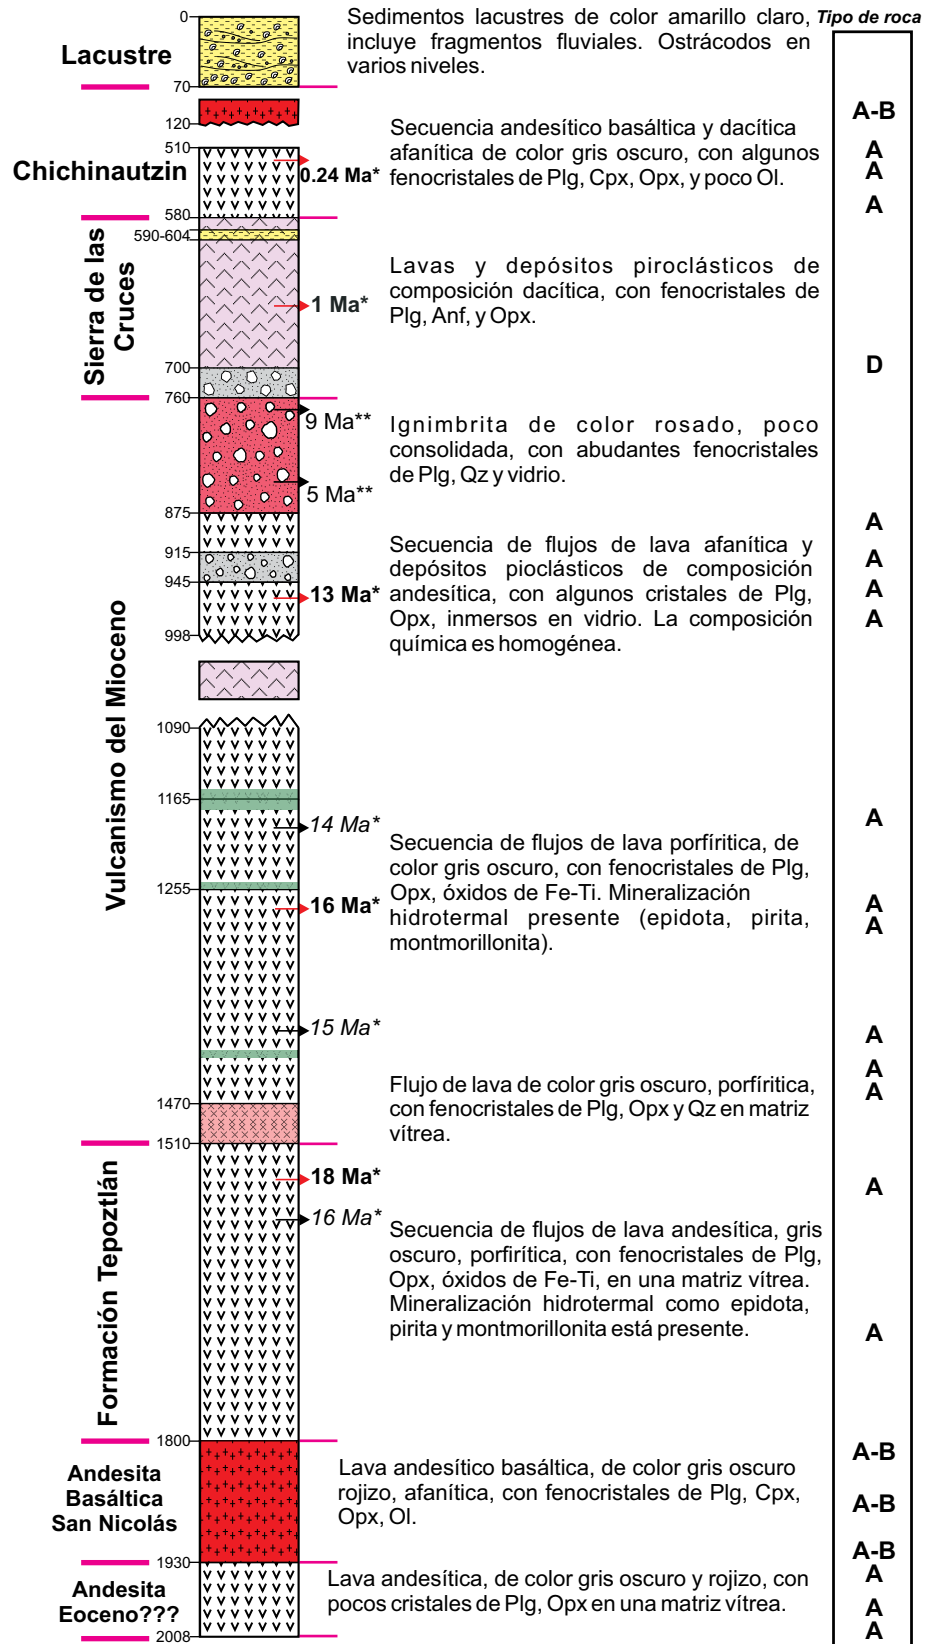 Tipo de roca
0
Lacustre
Sedimentos lacustres de color amarillo claro,
incluye fragmentos fluviales. Ostrácodos en
varios niveles.
70
A-B
120
510
Chichinautzin
0.24 Ma*
Secuencia andesítico basáltica y dacítica
afanítica de color gris oscuro, con algunos
fenocristales de Plg, Cpx, Opx, y poco Ol.
A
A
A
580
590-604
Sierra de las
Cruces
1 Ma*
Lavas y depósitos piroclásticos de
composición dacítica, con fenocristales de
Plg, Anf, y Opx.
700
D
760
9 Ma**
Ignimbrita de color rosado, poco
consolidada, con abudantes fenocristales
de Plg, Qz y vidrio.
5 Ma**
875
A
Vulcanismo del Mioceno
915
945
13 Ma*
998
Secuencia de flujos de lava afanítica y
depósitos pioclásticos de composición
andesítica, con algunos cristales de Plg,
Opx, inmersos en vidrio. La composición
química es homogénea.
A
A
A
1090
1165
14 Ma*
A
1255
16 Ma*
Secuencia de flujos de lava porfíritica, de
color gris oscuro, con fenocristales de Plg,
Opx, óxidos de Fe-Ti. Mineralización
hidrotermal presente (epidota, pirita,
montmorillonita).
A
A
15 Ma*
A
A
A
1470
Flujo de lava de color gris oscuro, porfíritica,
con fenocristales de Plg, Opx y Qz en matriz
vítrea.
1510
Formación Tepoztlán
18 Ma*
A
16 Ma*
Secuencia de flujos de lava andesítica, gris
oscuro, porfirítica, con fenocristales de Plg,
Opx, óxidos de Fe-Ti, en una matriz vítrea.
Mineralización hidrotermal como epidota,
pirita y montmorillonita está presente.
A
1800
Andesita
Basáltica
San Nicolás
Lava andesítico basáltica, de color gris oscuro
rojizo, afanítica, con fenocristales de Plg, Cpx,
Opx, Ol.
A-B
A-B
A-B
1930
Andesita
Eoceno???
Lava andesítica, de color gris oscuro y rojizo, con
pocos cristales de Plg, Opx en una matriz vítrea.
A
A
A
2008